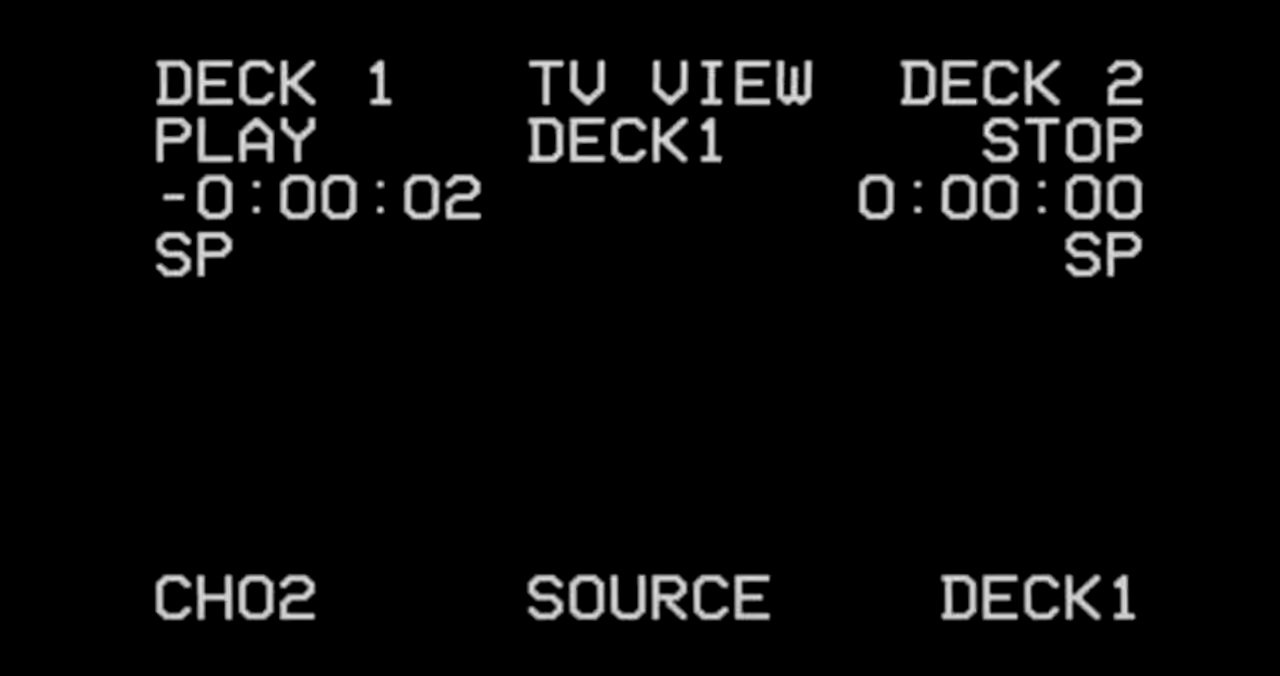 DECK 1 TV VIEW DECK 2
PLAY DECK1 STOP
-0:00:02 0:00:00
SP SP
CH02 SOURCE DECK1